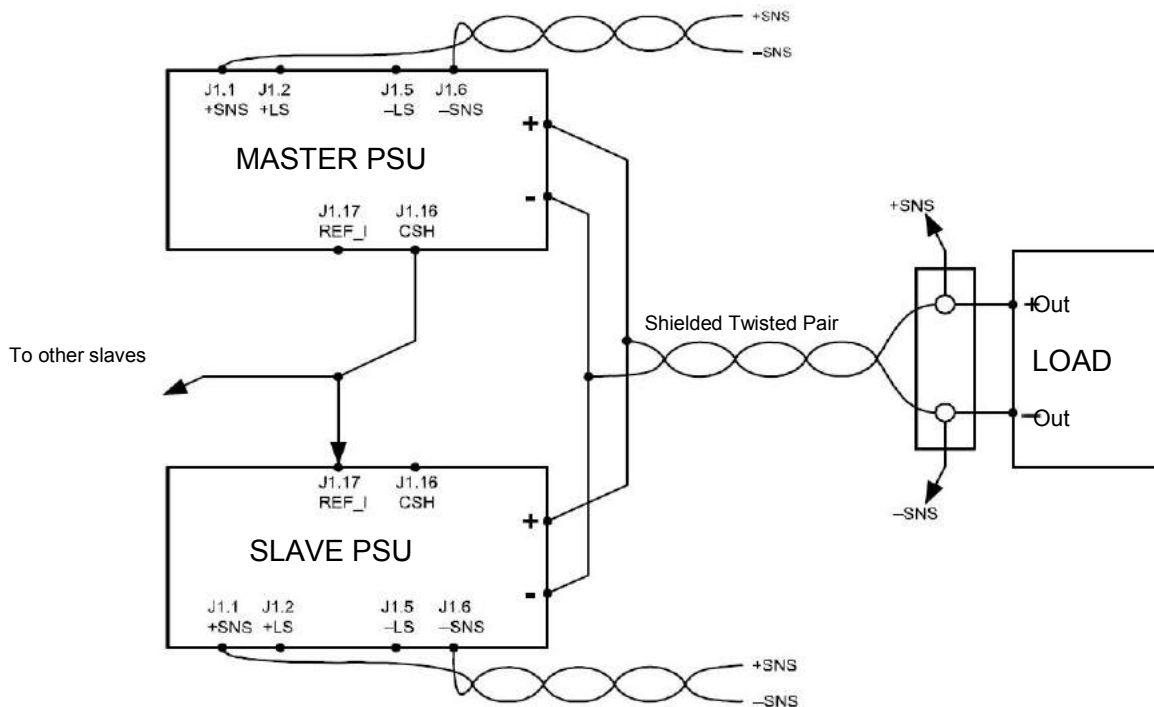 +SNS
–SNS
J1.1 J1.2 J1.5 J1.6
+SNS +LS –LS –SNS
+
MASTER PSU
-
J1.17 J1.16
REF_I CSH
+SNS
Shielded Twisted Pair
+Out
To other slaves
LOAD
–Out
J1.17 J1.16
REF_I CSH
–SNS
+
SLAVE PSU
-
J1.1 J1.2 J1.5 J1.6
+SNS +LS –LS –SNS
+SNS
–SNS